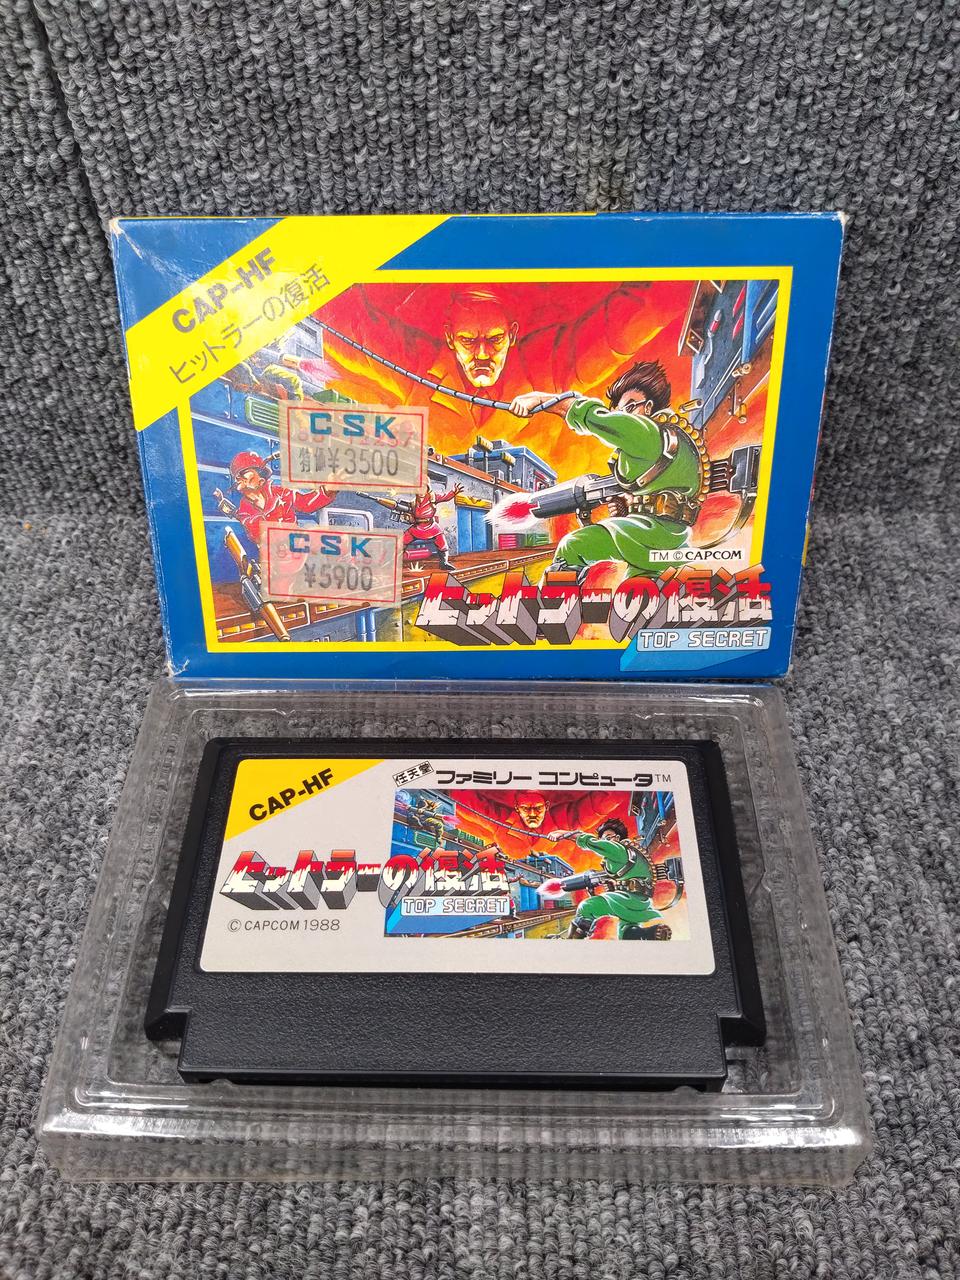 CAP-HF
ヒットラーの復活
CSK
特価¥3500
CSK
¥5900
TM ©CAPCOM
ヒットラーの復活
TOP SECRET
CAP-HF
任天堂 ファミリー コンピュータ TM
ヒットラーの復活
TOP SECRET
©CAPCOM 1988